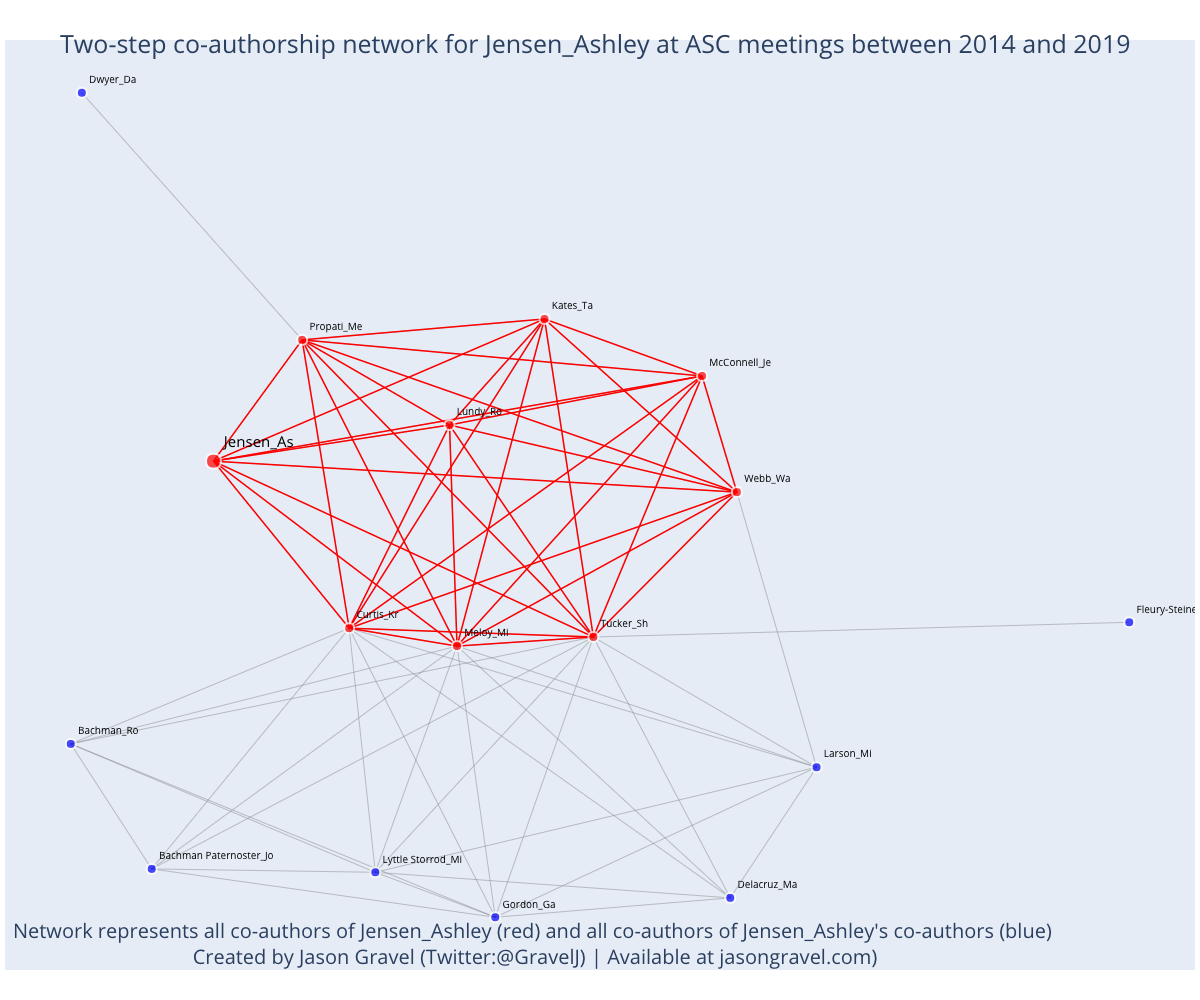 Two-step co-authorship network for Jensen_Ashley at ASC meetings between 2014 and 2019
Dwyer_Da
Kates_Ta
Propati_Me
McConnell_Je
Lundy_Ro
Jensen_As
Webb_Wa
Fleury-Steine
Curtis_Kr
Tucker_Sh
Meloy_Mi
Bachman_Ro
Larson_Mi
Bachman Paternoster_Jo
Lyttle Storrod_Mi
Delacruz_Ma
Gordon_Ga
Network represents all co-authors of Jensen_Ashley (red) and all co-authors of Jensen_Ashley's co-authors (blue)
Created by Jason Gravel (Twitter:@GravelJ) | Available at jasongravel.com)